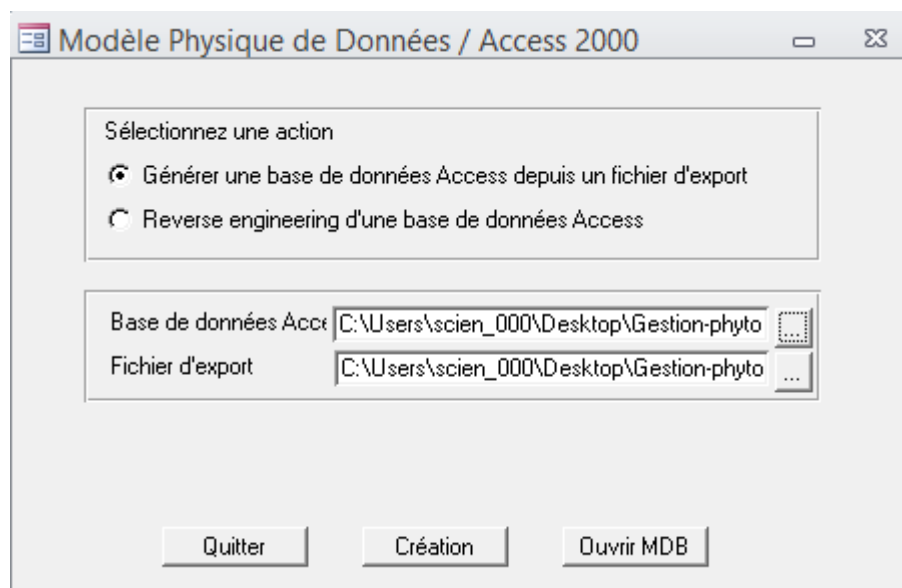 Modèle Physique de Données / Access 2000
Sélectionnez une action
Générer une base de données Access depuis un fichier d'export
Reverse engineering d'une base de données Access
Base de données Acce C:\Users\scien_000\Desktop\Gestion-phyto ...
Fichier d'export C:\Users\scien_000\Desktop\Gestion-phyto ...
Quitter Création Ouvrir MDB